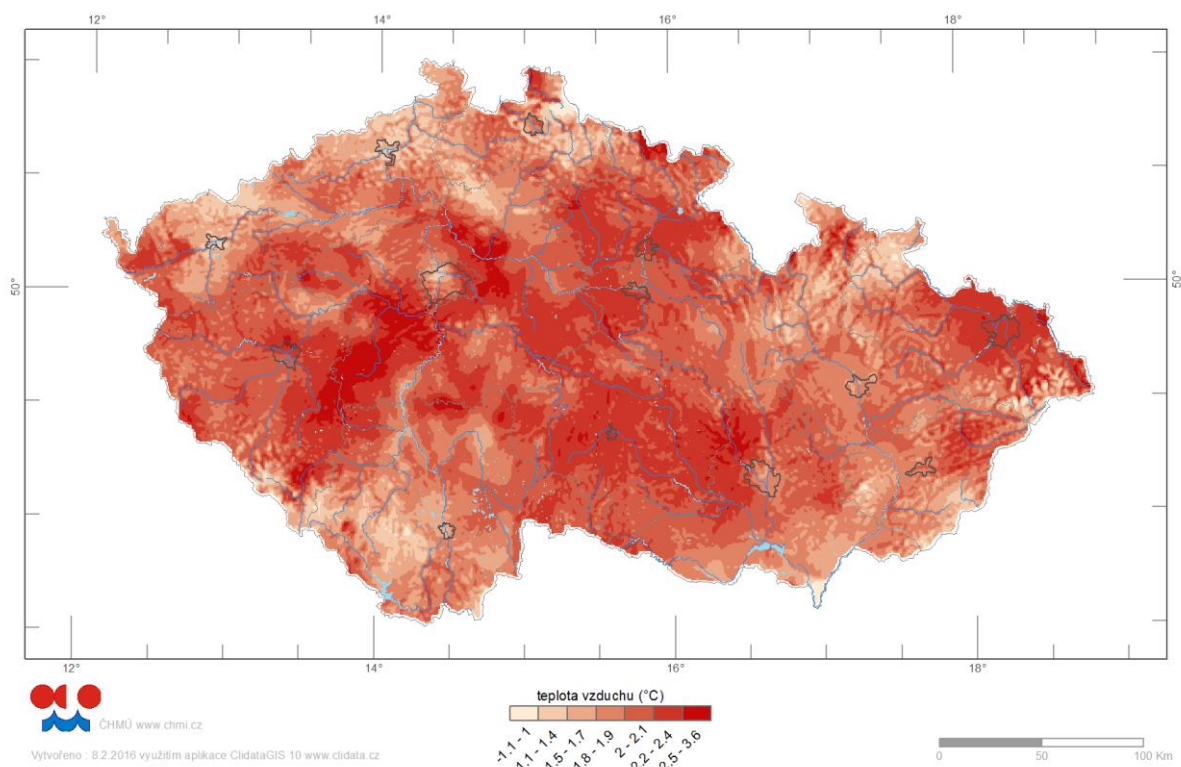 12° 14° 16° 18°
50° 50°
12° 14° 16° 18°
teplota vzduchu (°C)
-1.1 - 1
1.1 - 1.4
1.5 - 1.7
1.8 - 1.9
2 - 2.1
2.2 - 2.4
2.5 - 3.6
ČHMÚ www.chmi.cz
Vytvořeno : 8.2.2016 využitím aplikace ClidataGIS 10 www.clidata.cz
0 50 100 Km